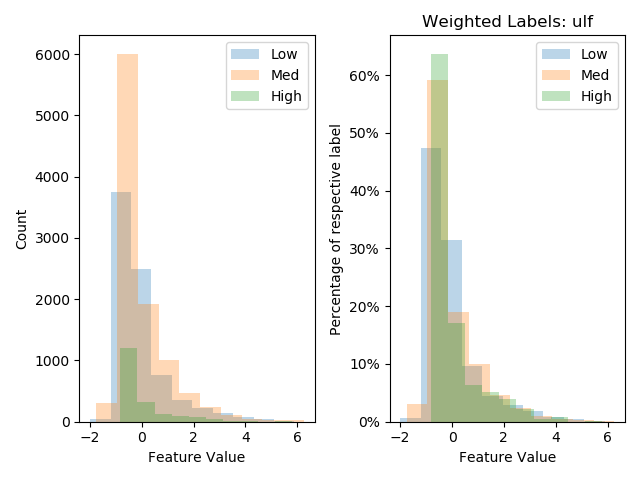 Weighted Labels: ulf
Count
6000
5000
4000
3000
2000
1000
0
Low
Med
High
−2
0
2
4
6
Feature Value
Percentage of respective label
60%
50%
40%
30%
20%
10%
0%
Low
Med
High
−2
0
2
4
6
Feature Value